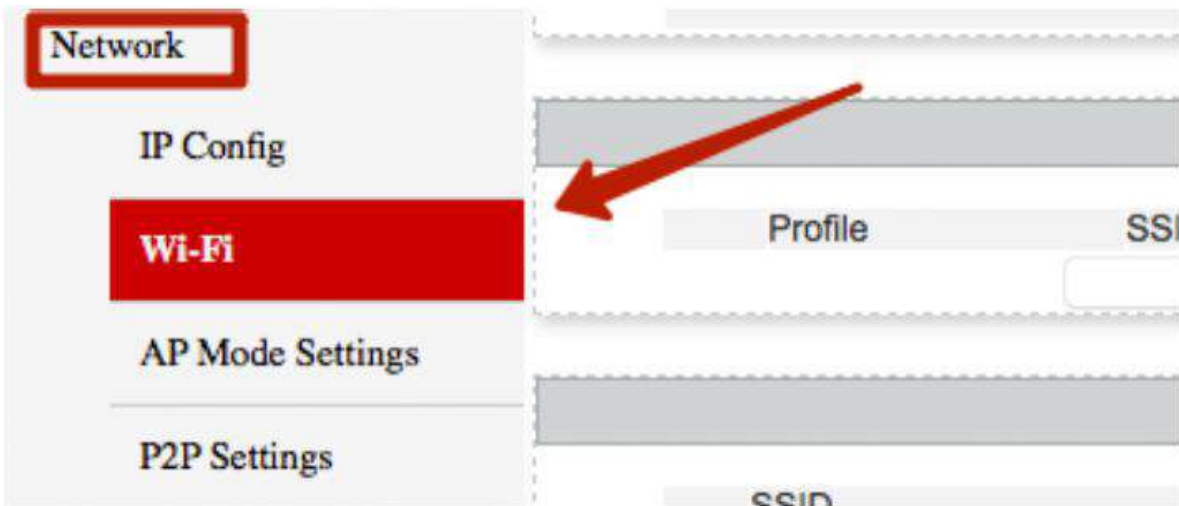 Network
IP Config
Wi-Fi
AP Mode Settings
P2P Settings
Profile
SSID